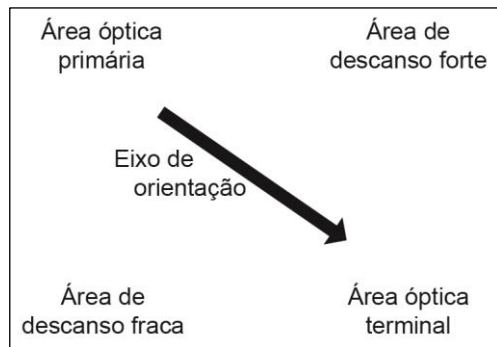 Área óptica
primária
Área de
descanso forte
Eixo de
orientação
Área de
descanso fraca
Área óptica
terminal